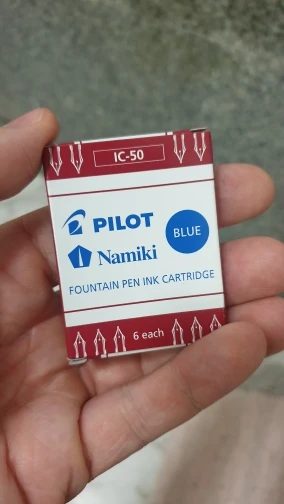 IC-50
PILOT
BLUE
Namiki
FOUNTAIN PEN INK CARTRIDGE
6 each